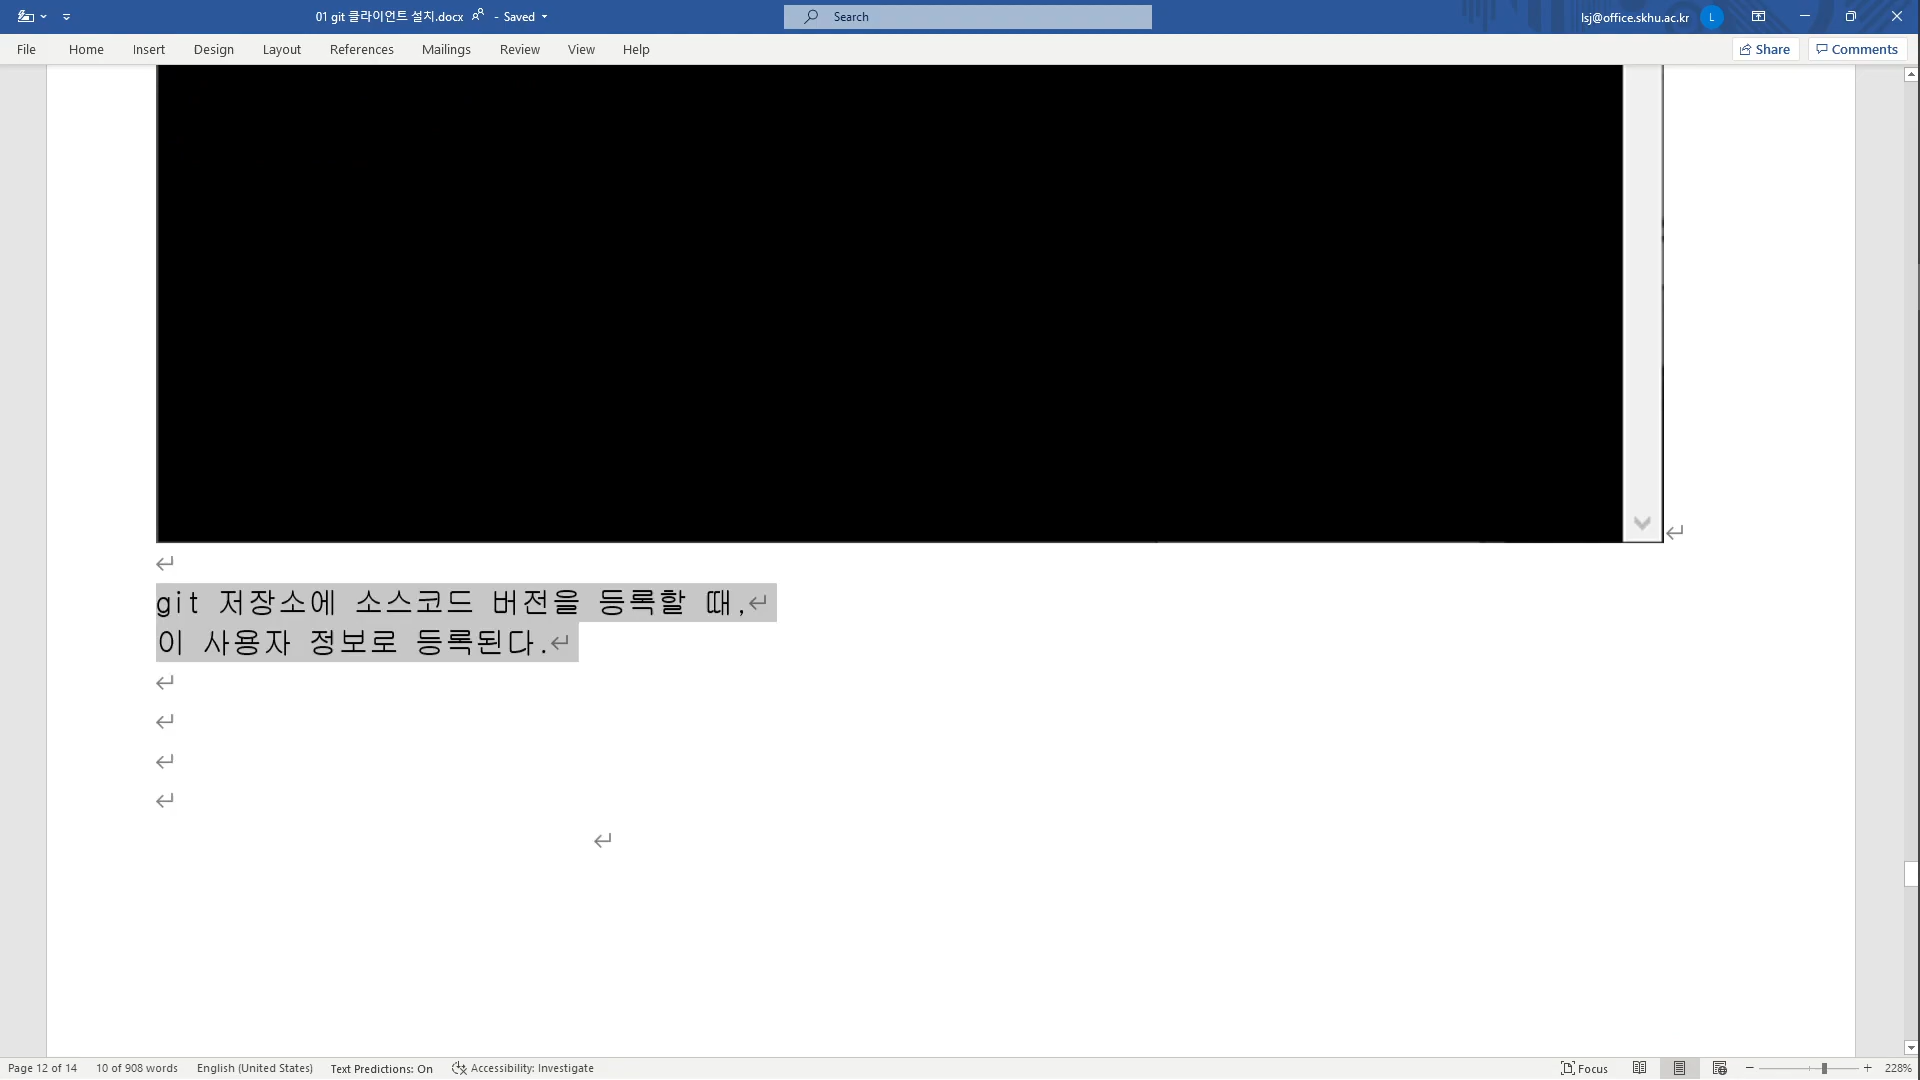 01 git 클라이언트 설치.docx - Saved
Search
lsj@office.skhu.ac.kr L
File Home Insert Design Layout References Mailings Review View Help
Share Comments
git 저장소에 소스코드 버전을 등록할 때,
이 사용자 정보로 등록된다.
Page 12 of 14 10 of 908 words English (United States) Text Predictions: On Accessibility: Investigate
Focus 228%